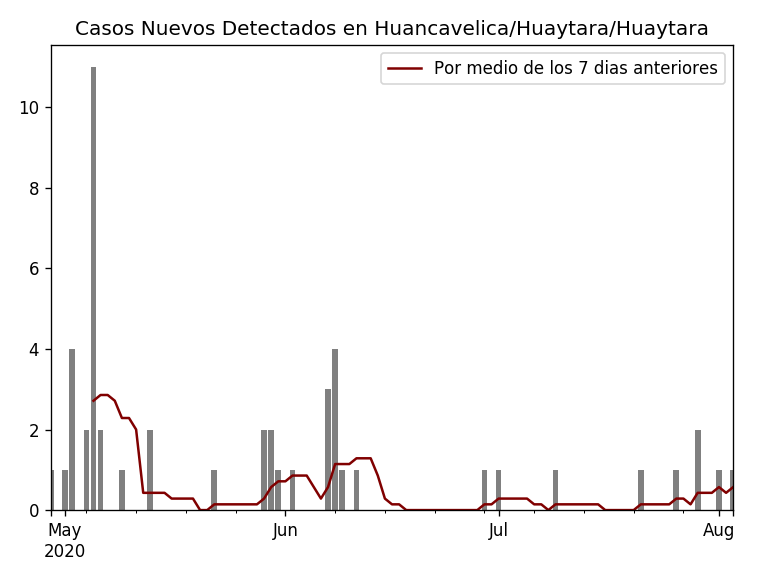 Casos Nuevos Detectados en Huancavelica/Huaytara/Huaytara
Por medio de los 7 dias anteriores
10
8
6
4
2
0
May Jun Jul Aug
2020